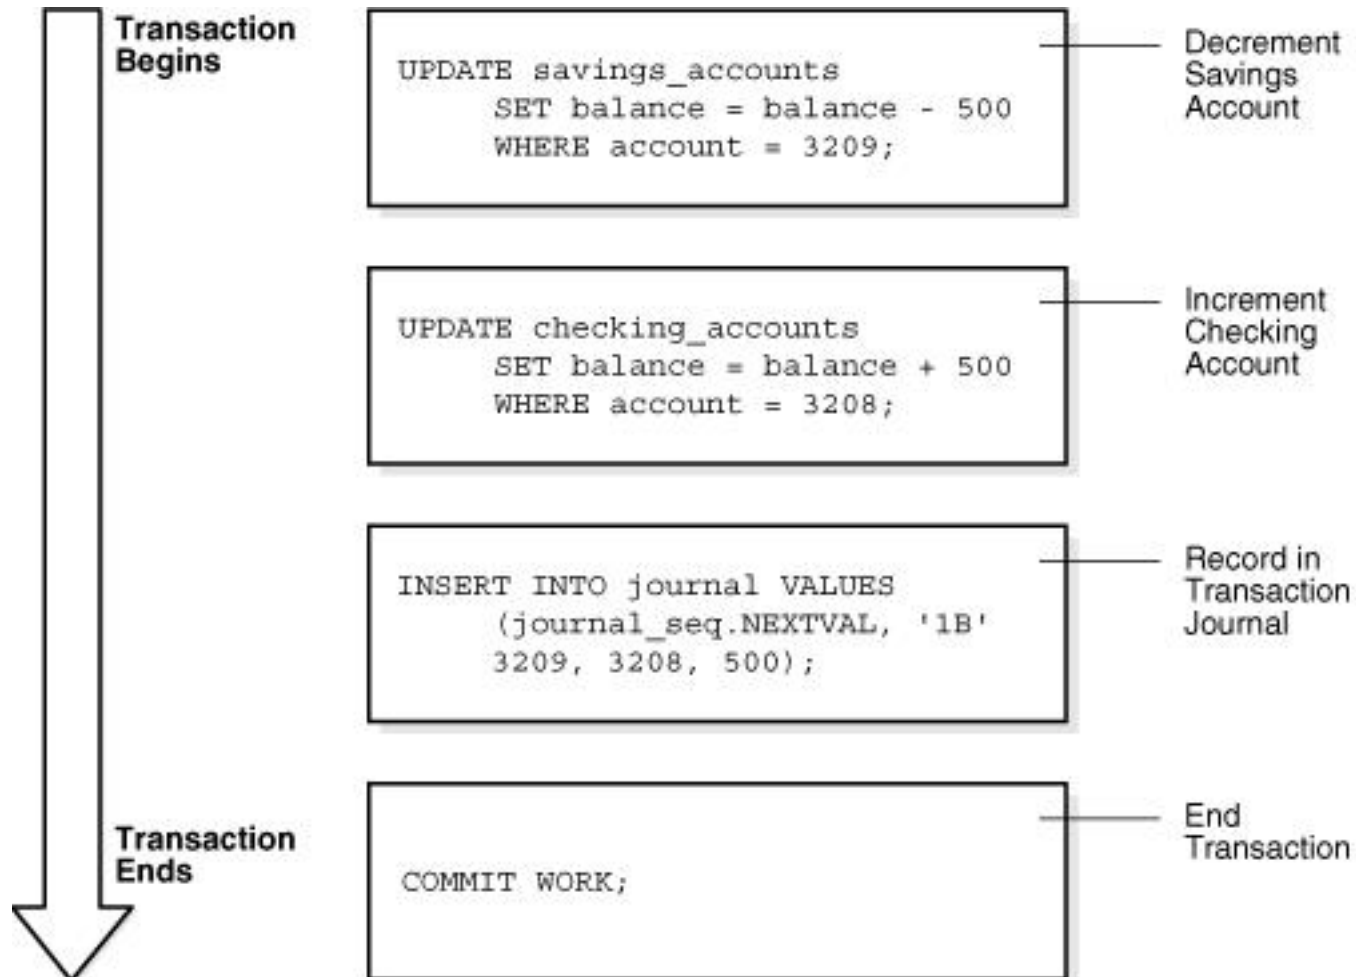 Transaction
Begins
UPDATE savings_accounts
SET balance = balance - 500
WHERE account = 3209;
Decrement
Savings
Account
UPDATE checking_accounts
SET balance = balance + 500
WHERE account = 3208;
Increment
Checking
Account
INSERT INTO journal VALUES
(journal_seq.NEXTVAL, '1B'
3209, 3208, 500);
Record in
Transaction
Journal
Transaction
Ends
COMMIT WORK;
End
Transaction